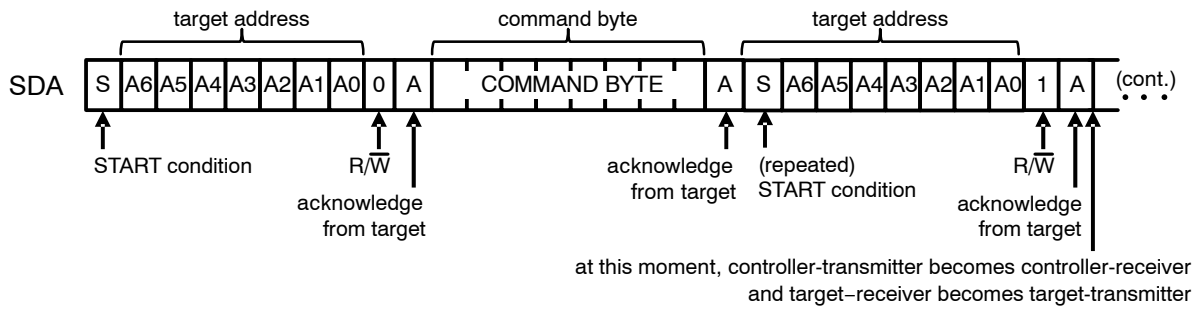 target address command byte target address
SDA S A6 A5 A4 A3 A2 A1 A0 0 A COMMAND BYTE A S A6 A5 A4 A3 A2 A1 A0 1 A (cont.) . . .
START condition R/W̅ acknowledge from target (repeated) START condition R/W̅
acknowledge
from target
acknowledge
from target
at this moment, controller-transmitter becomes controller-receiver
and target–receiver becomes target-transmitter